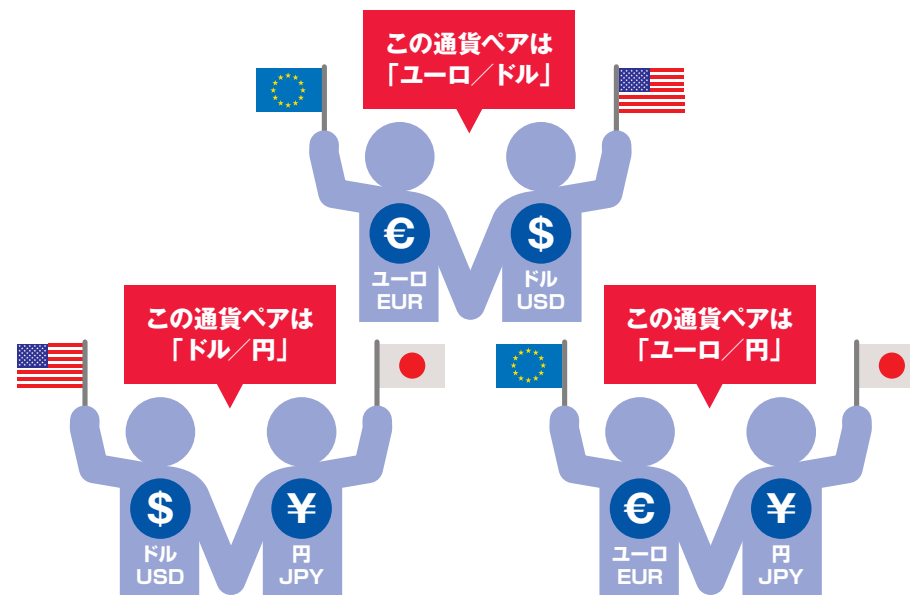 この通貨ペアは
「ユーロ／ドル」
€
$
ユーロ
EUR
ドル
USD
この通貨ペアは
「ドル／円」
$
¥
ドル
USD
円
JPY
この通貨ペアは
「ユーロ／円」
€
¥
ユーロ
EUR
円
JPY